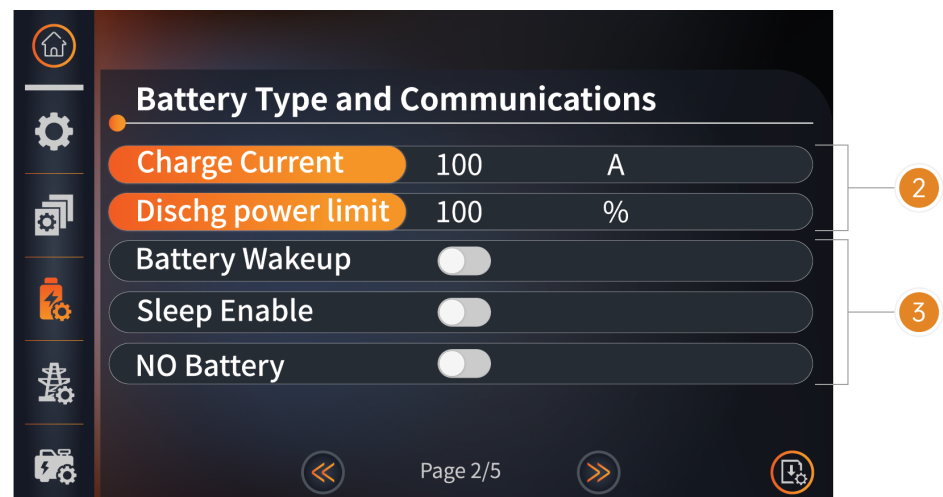 Battery Type and Communications
Charge Current 100 A
Dischg power limit 100 %
2
Battery Wakeup
Sleep Enable
3
NO Battery
Page 2/5